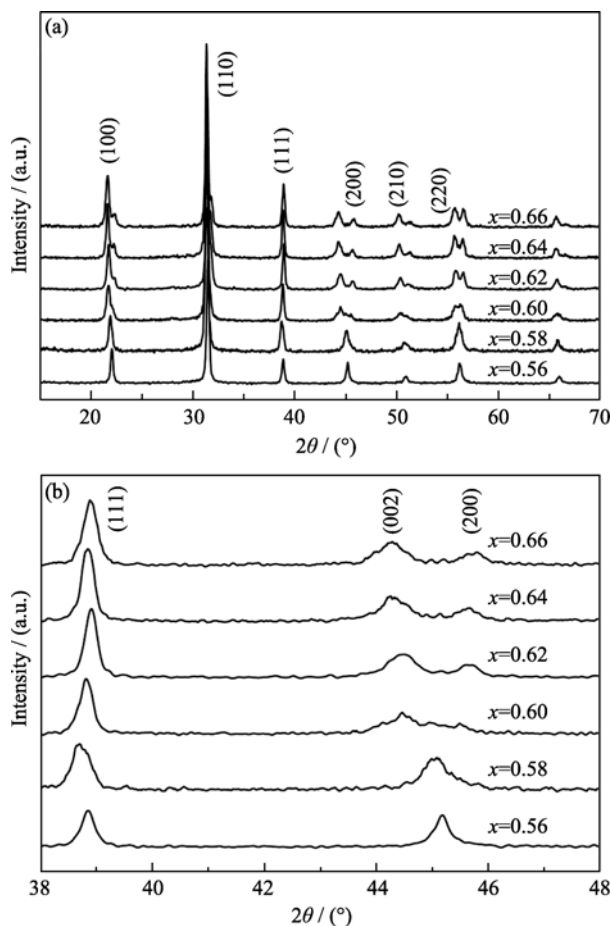 (a)
(100)
(110)
(111)
(200)
(210)
(220)
x=0.66
x=0.64
x=0.62
x=0.60
x=0.58
x=0.56
Intensity / (a.u.)
20 30 40 50 60 70
2θ / (°)
(b)
(111)
(002)
(200)
x=0.66
x=0.64
x=0.62
x=0.60
x=0.58
x=0.56
Intensity / (a.u.)
38 40 42 44 46 48
2θ / (°)